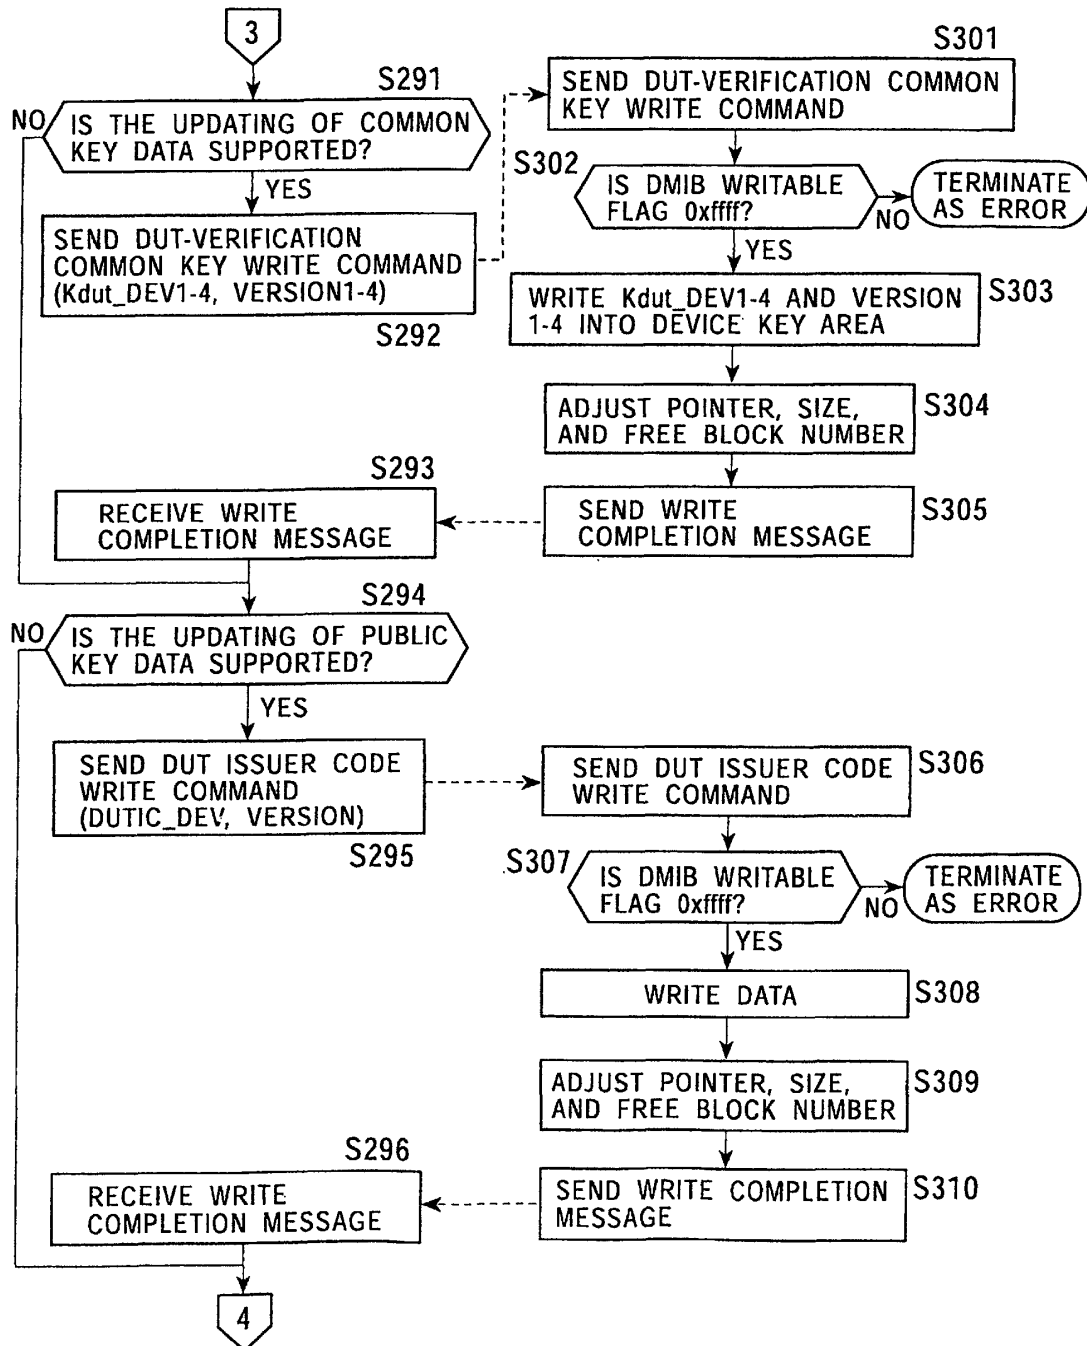 3
S291
NO
IS THE UPDATING OF COMMON
KEY DATA SUPPORTED?
YES
SEND DUT-VERIFICATION
COMMON KEY WRITE COMMAND
(Kdut_DEV1-4, VERSION1-4)
S292
S301
SEND DUT-VERIFICATION COMMON
KEY WRITE COMMAND
S302
IS DMIB WRITABLE
FLAG 0xffff?
NO
TERMINATE
AS ERROR
YES
WRITE Kdut_DEV1-4 AND VERSION
1-4 INTO DEVICE KEY AREA
S303
ADJUST POINTER, SIZE,
AND FREE BLOCK NUMBER
S304
S293
RECEIVE WRITE
COMPLETION MESSAGE
SEND WRITE
COMPLETION MESSAGE
S305
S294
NO
IS THE UPDATING OF PUBLIC
KEY DATA SUPPORTED?
YES
SEND DUT ISSUER CODE
WRITE COMMAND
(DUTIC_DEV, VERSION)
S295
SEND DUT ISSUER CODE
WRITE COMMAND
S306
S307
IS DMIB WRITABLE
FLAG 0xffff?
NO
TERMINATE
AS ERROR
YES
WRITE DATA
S308
ADJUST POINTER, SIZE,
AND FREE BLOCK NUMBER
S309
S296
RECEIVE WRITE
COMPLETION MESSAGE
SEND WRITE COMPLETION
MESSAGE
S310
4